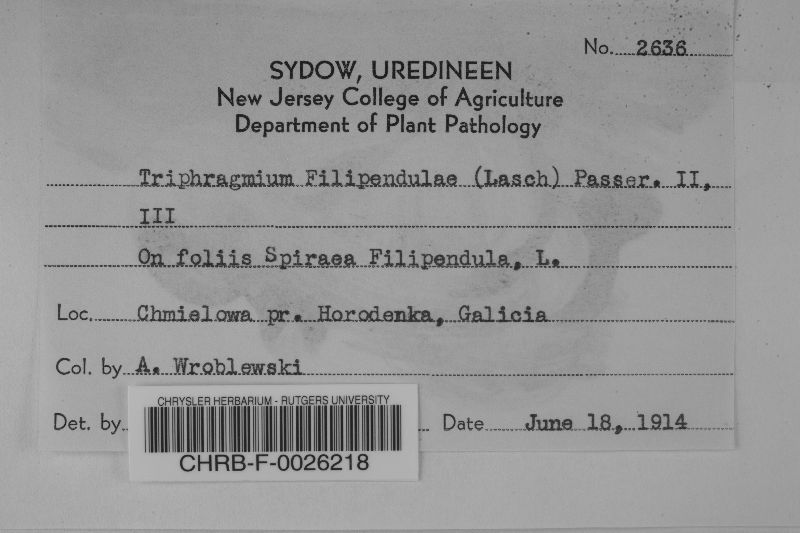 No. 2636
SYDOW, UREDINEEN
New Jersey College of Agriculture
Department of Plant Pathology
Triphragmium Filipendulae (Lasch) Passer. II,
III
On foliis Spiraea Filipendula, L.
Loc. Chmielowa pr. Horodenka, Galicia
Col. by A. Wroblewski
Det. by Date June 18, 1914
CHRYSLER HERBARIUM - RUTGERS UNIVERSITY
CHRB-F-0026218